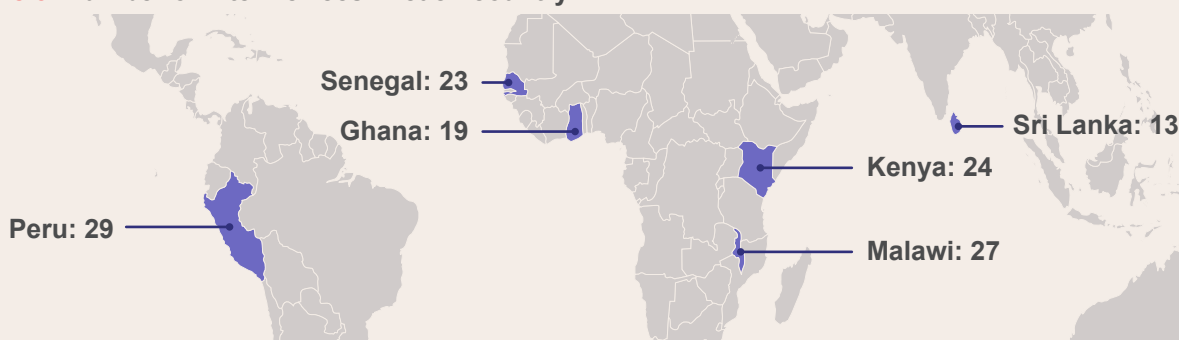 Senegal: 23
Ghana: 19
Sri Lanka: 13
Kenya: 24
Peru: 29
Malawi: 27